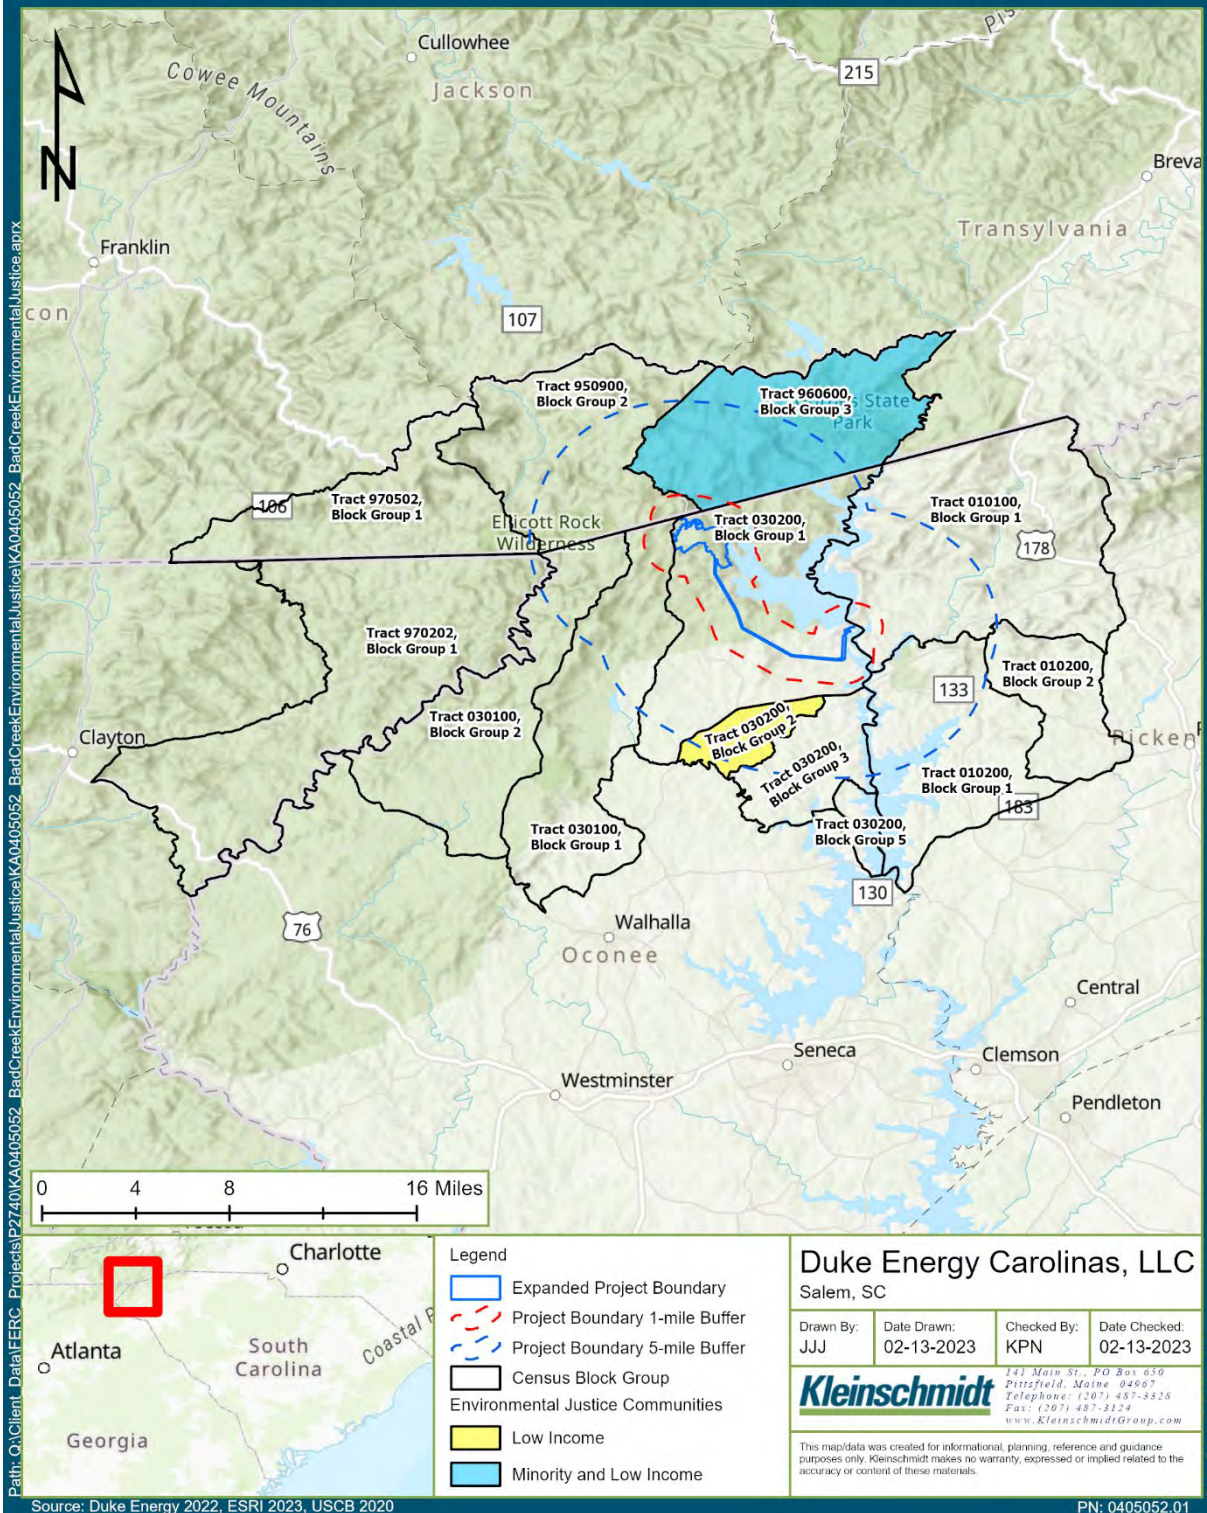 Cullowhee
215
Cowee Mountains
Jackson
N
Breva
Transylvania
Franklin
con
107
Tract 950900,
Block Group 2
Tract 960600,
Block Group 3
State
Park
106
Tract 970502,
Block Group 1
Tract 010100,
Block Group 1
Ellicott Rock
Wilderness
Tract 030200,
Block Group 1
178
Tract 970202,
Block Group 1
Tract 010200,
Block Group 2
133
Tract 030100,
Block Group 2
Clayton
Tract 030200,
Block Group 2
Picken
Tract 030200,
Block Group 3
Tract 010200,
Block Group 1
183
Tract 030100,
Block Group 1
Tract 030200,
Block Group 5
130
76
Walhalla
Oconee
Central
Seneca
Clemson
Westminster
Pendleton
0 4 8 16 Miles
Charlotte
Atlanta
South
Carolina
Coastal P
Georgia
Legend
Expanded Project Boundary
Project Boundary 1-mile Buffer
Project Boundary 5-mile Buffer
Census Block Group
Environmental Justice Communities
Low Income
Minority and Low Income
Duke Energy Carolinas, LLC
Salem, SC
Drawn By: Date Drawn: Checked By: Date Checked:
JJJ 02-13-2023 KPN 02-13-2023
Kleinschmidt
141 Main St., PO Box 650
Pittsfield, Maine 04967
Telephone: (207) 487-3328
Fax: (207) 487-3124
www.KleinschmidtGroup.com
This map/data was created for informational, planning, reference and guidance
purposes only. Kleinschmidt makes no warranty, expressed or implied related to the
accuracy or content of these materials.
Path: Q:\Client_Data\FERC_Projects\P2740\KA0405052_BadCreekEnvironmentalJustice\KA0405052_BadCreekEnvironmentalJustice\KA0405052_BadCreekEnvironmentalJustice.aprx
Source: Duke Energy 2022, ESRI 2023, USCB 2020
PN: 0405052.01